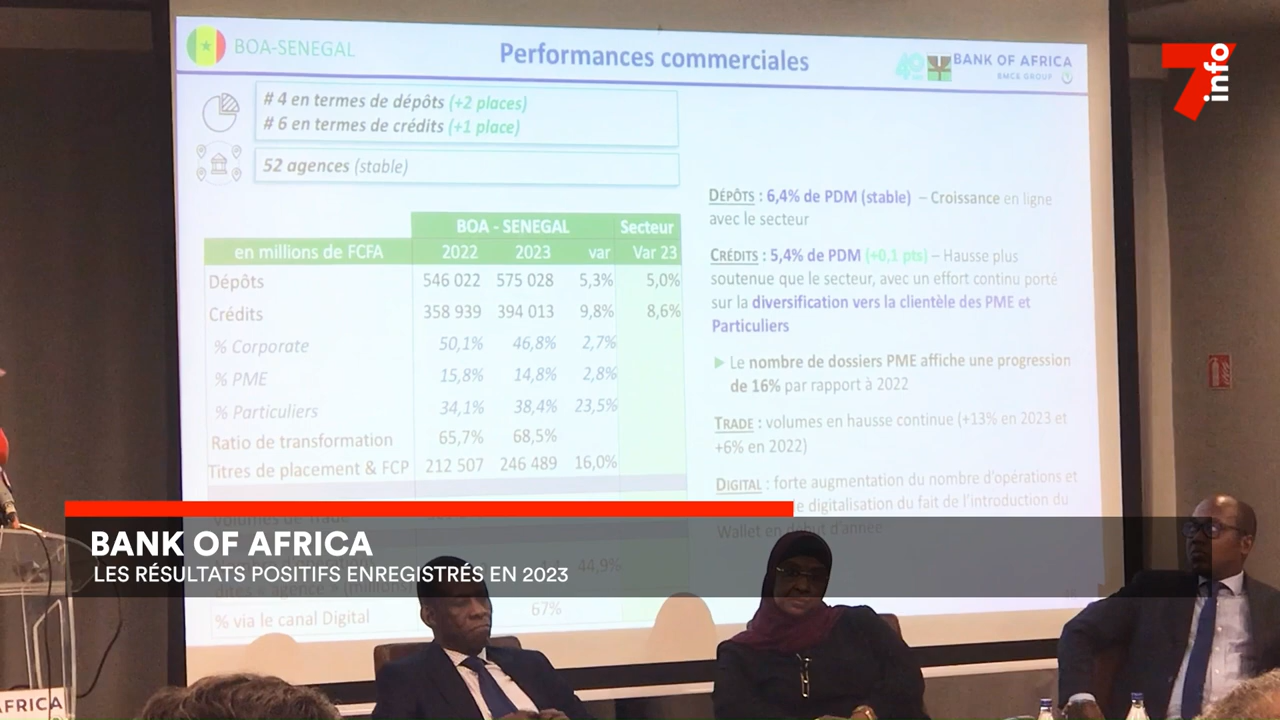 BOA-SENEGAL
Performances commerciales
40
BANK OF AFRICA
BMCE GROUP
7 info
# 4 en termes de dépôts (+2 places)
# 6 en termes de crédits (+1 place)
52 agences (stable)
BOA - SENEGAL Secteur
en millions de FCFA 2022 2023 var Var 23
Dépôts 546 022 575 028 5,3% 5,0%
Crédits 358 939 394 013 9,8% 8,6%
% Corporate 50,1% 46,8% 2,7%
% PME 15,8% 14,8% 2,8%
% Particuliers 34,1% 38,4% 23,5%
Ratio de transformation 65,7% 68,5%
Titres de placement & FCP 212 507 246 489 16,0%
Volumes de Trade
44,9%
% via le canal Digital 67%
DÉPÔTS : 6,4% de PDM (stable) – Croissance en ligne
avec le secteur
CRÉDITS : 5,4% de PDM (+0,1 pts) – Hausse plus
soutenue que le secteur, avec un effort continu porté
sur la diversification vers la clientèle des PME et
Particuliers
Le nombre de dossiers PME affiche une progression
de 16% par rapport à 2022
TRADE : volumes en hausse continue (+13% en 2023 et
+6% en 2022)
DIGITAL : forte augmentation du nombre d'opérations et
e digitalisation du fait de l'introduction du
Wallet en début d'année
BANK OF AFRICA
LES RÉSULTATS POSITIFS ENREGISTRÉS EN 2023
AFRICA